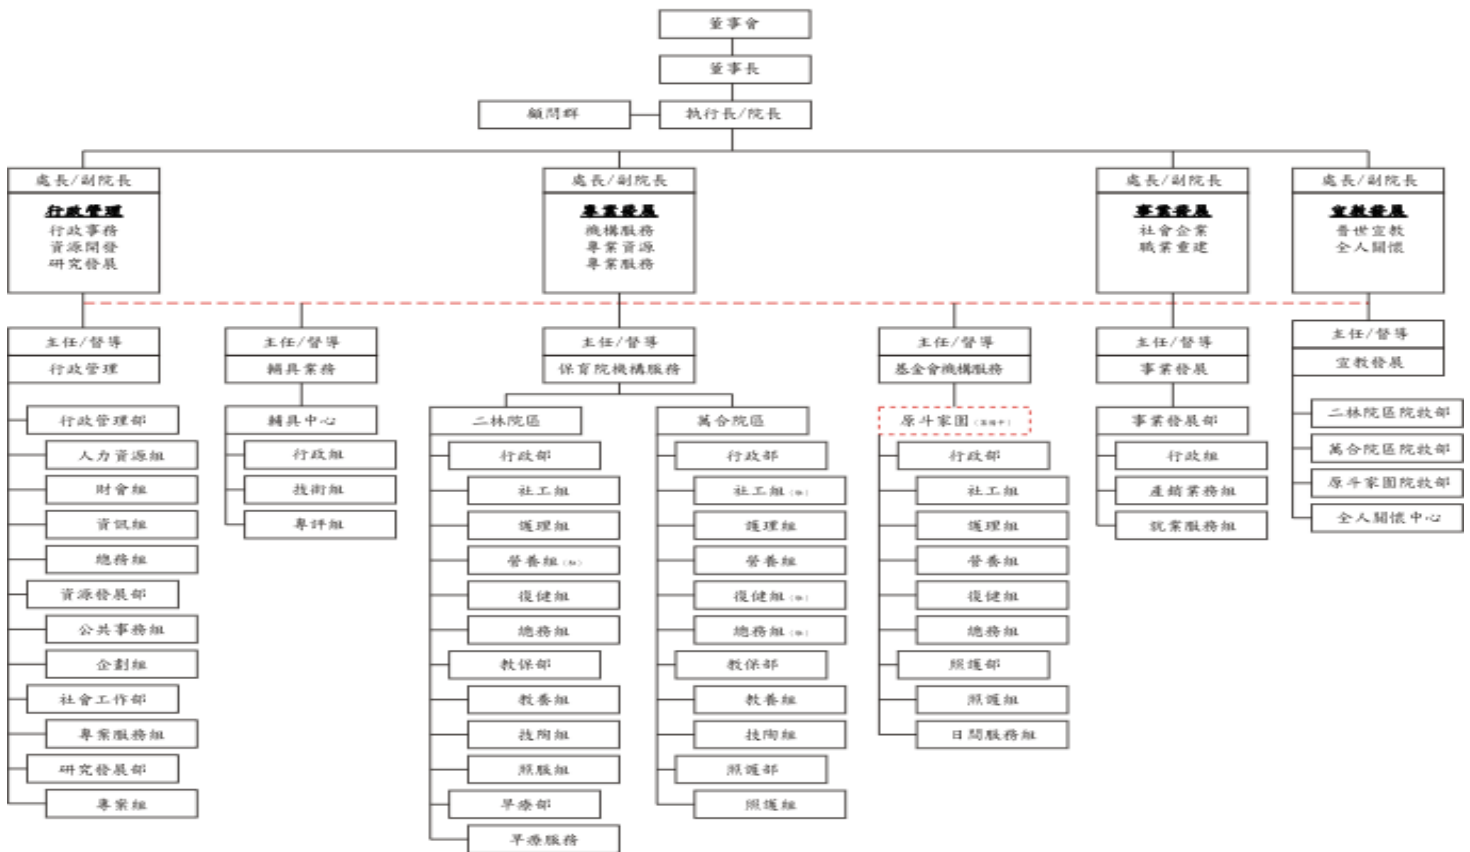 董事會
董事長
顧問群
執行長/院長
處長/副院長
行政管理
行政事務
資源開發
研究發展
處長/副院長
專業發展
機構服務
專業資源
專業服務
處長/副院長
事業發展
社會企業
職業重建
處長/副院長
宣教發展
普世宣教
全人關懷
主任/督導
行政管理
行政管理部
人力資源組
財會組
資訊組
總務組
資源發展部
公共事務組
企劃組
社會工作部
專業服務組
研究發展部
專案組
主任/督導
輔具業務
輔具中心
行政組
技術組
專評組
主任/督導
保育院機構服務
二林院區
行政部
社工組
護理組
營養組
復健組
總務組
教保部
教養組
技陶組
照服組
早療部
早療服務
萬合院區
行政部
社工組
護理組
營養組
復健組
總務組
教保部
教養組
技陶組
照護部
照護組
主任/督導
基金會機構服務
原斗家園
行政部
社工組
護理組
營養組
復健組
總務組
照護部
照護組
日間服務組
主任/督導
事業發展
事業發展部
行政組
產銷業務組
就業服務組
主任/督導
宣教發展
二林院區院牧部
萬合院區院牧部
原斗家園院牧部
全人關懷中心